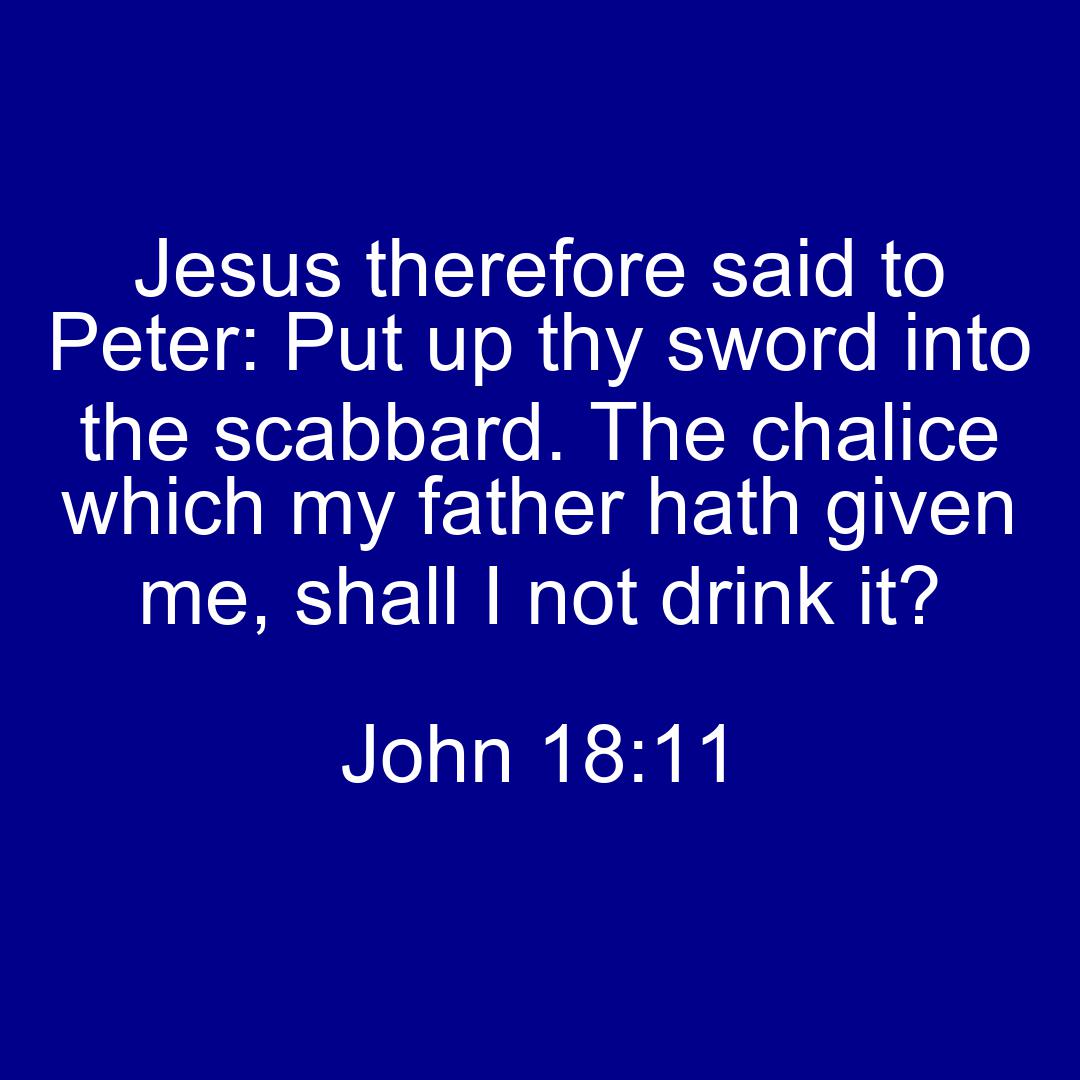 Jesus therefore said to
Peter: Put up thy sword into
the scabbard. The chalice
which my father hath given
me, shall I not drink it?
John 18:11